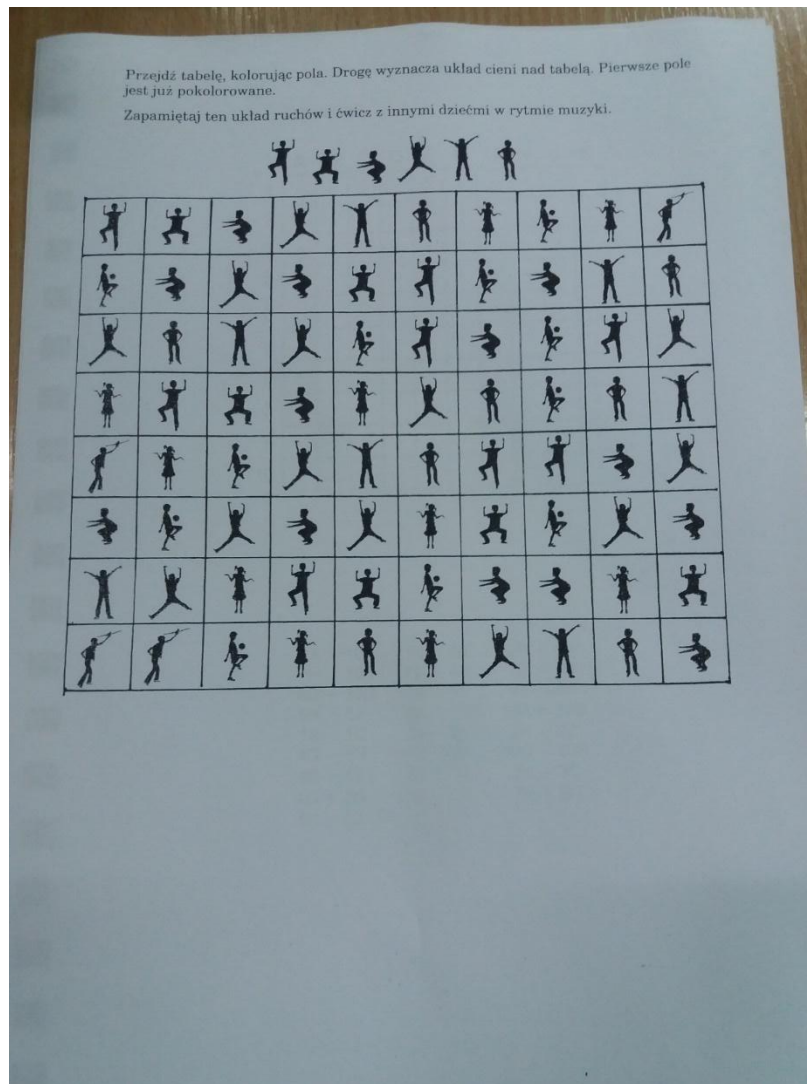 Przejdź tabelę, kolorując pola. Drogę wyznacza układ cieni nad tabelą. Pierwsze pole
jest już pokolorowane.
Zapamiętaj ten układ ruchów i ćwicz z innymi dziećmi w rytmie muzyki.